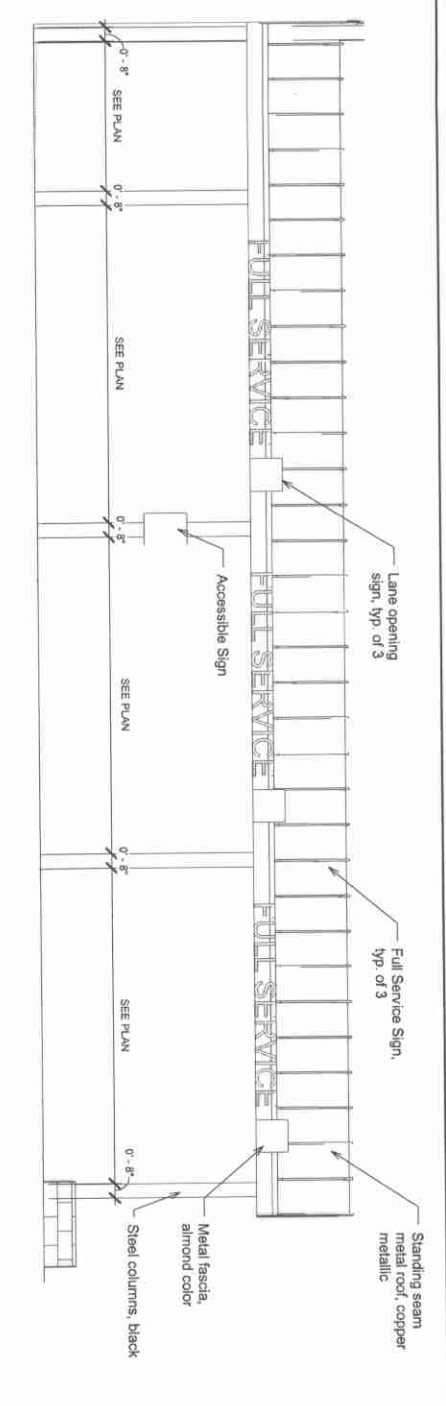 Standing seam
metal roof, copper
metallic
Full Service Sign,
typ. of 3
Lane opening
sign, typ. of 3
FULL SERVICE
FULL SERVICE
FULL SERVICE
Metal fascia,
almond color
Accessible Sign
Steel columns, black
0' - 8"
SEE PLAN
0' - 8"
SEE PLAN
0' - 8"
SEE PLAN
0' - 8"
SEE PLAN
0' - 8"